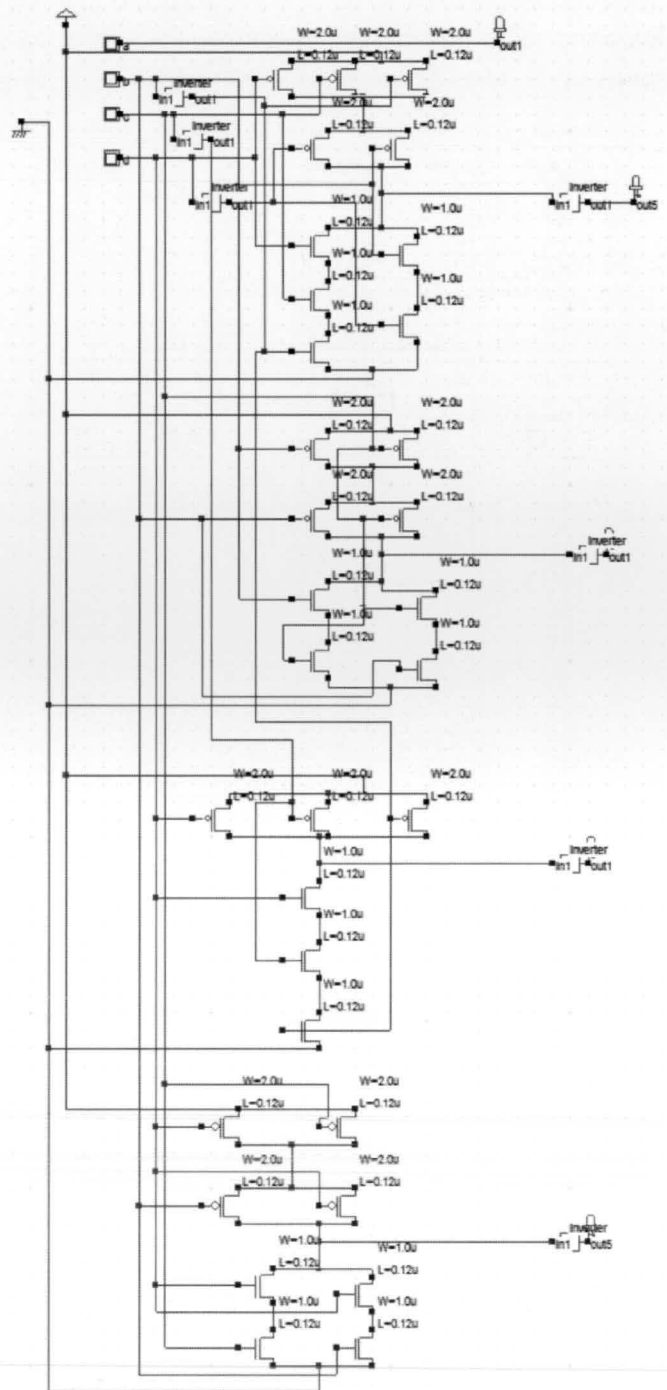 W=2.0u W=2.0u W=2.0u
a
out1
L=0.12u L=0.12u L=0.12u
b
In1 Inverter out1
W=2.0u W=2.0u
c
In1 Inverter out1
L=0.12u L=0.12u
d
In1 Inverter out1
In1 Inverter out1
out5
W=1.0u W=1.0u
L=0.12u L=0.12u
W=1.0u W=1.0u
L=0.12u L=0.12u
W=1.0u
L=0.12u
W=2.0u W=2.0u
L=0.12u L=0.12u
W=2.0u W=2.0u
L=0.12u L=0.12u
W=1.0u W=1.0u
In1 Inverter out1
L=0.12u L=0.12u
W=1.0u W=1.0u
L=0.12u L=0.12u
W=2.0u W=2.0u W=2.0u
L=0.12u L=0.12u L=0.12u
W=1.0u
In1 Inverter out1
L=0.12u
W=1.0u
L=0.12u
W=1.0u
L=0.12u
W=2.0u W=2.0u
L=0.12u L=0.12u
W=2.0u W=2.0u
L=0.12u L=0.12u
W=1.0u W=1.0u
In1 Inverter out5
L=0.12u L=0.12u
W=1.0u W=1.0u
L=0.12u L=0.12u